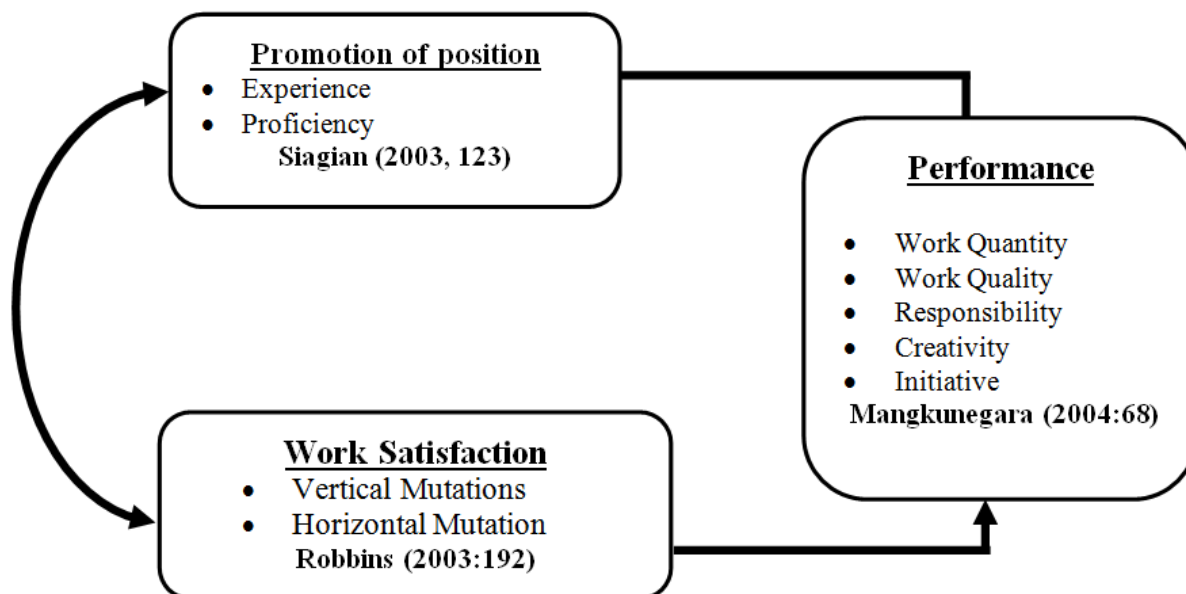 Promotion of position
• Experience
• Proficiency
Siagian (2003, 123)
Performance
• Work Quantity
• Work Quality
• Responsibility
• Creativity
• Initiative
Mangkunegara (2004:68)
Work Satisfaction
• Vertical Mutations
• Horizontal Mutation
Robbins (2003:192)